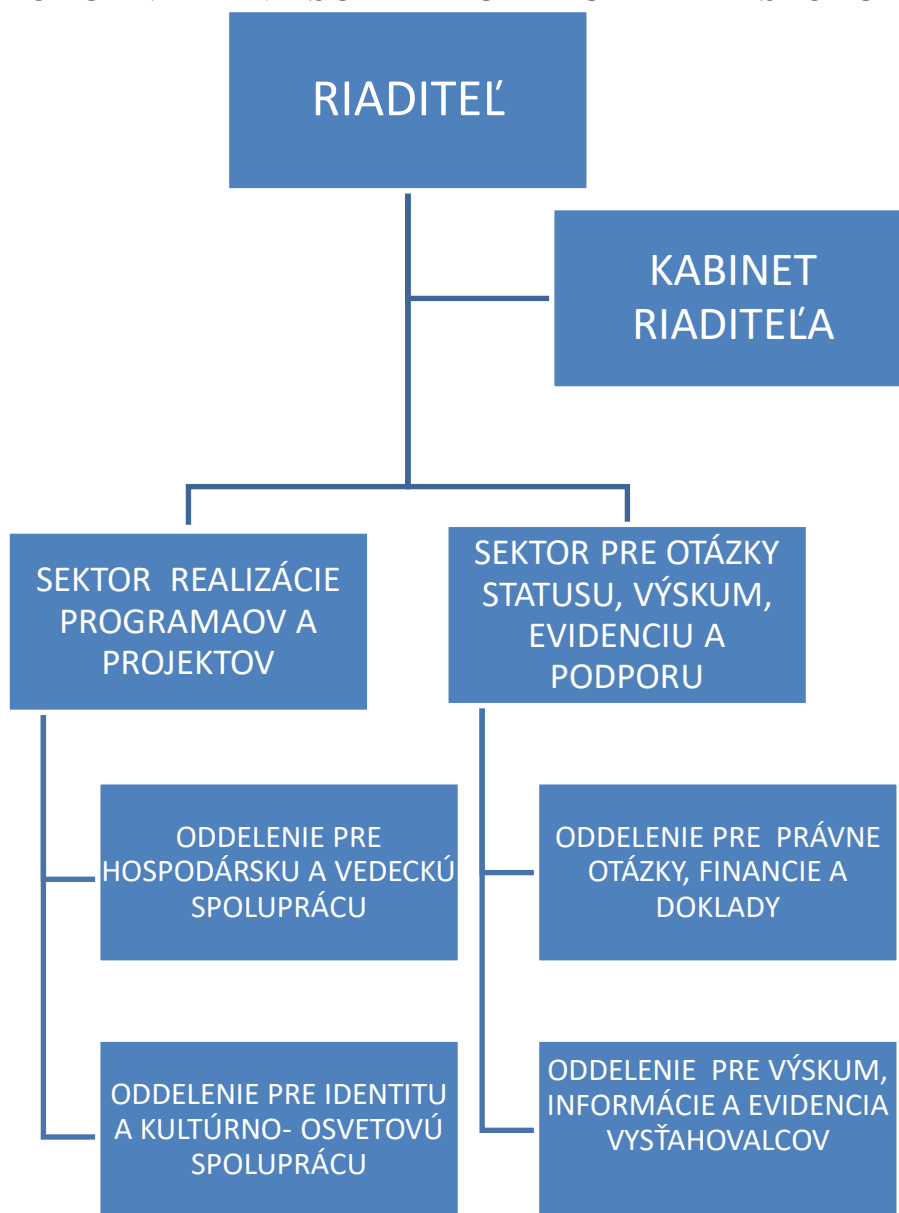 RIADITEĽ
KABINET
RIADITEĽA
SEKTOR REALIZÁCIE
PROGRAMAOV A
PROJEKTOV
SEKTOR PRE OTÁZKY
STATUSU, VÝSKUM,
EVIDENCIU A
PODPORU
ODDELENIE PRE
HOSPODÁRSKU A VEDECKÚ
SPOLUPRÁCU
ODDELENIE PRE PRÁVNE
OTÁZKY, FINANCIE A
DOKLADY
ODDELENIE PRE IDENTITU
A KULTÚRNO- OSVETOVÚ
SPOLUPRÁCU
ODDELENIE PRE VÝSKUM,
INFORMÁCIE A EVIDENCIA
VYSŤAHOVALCOV